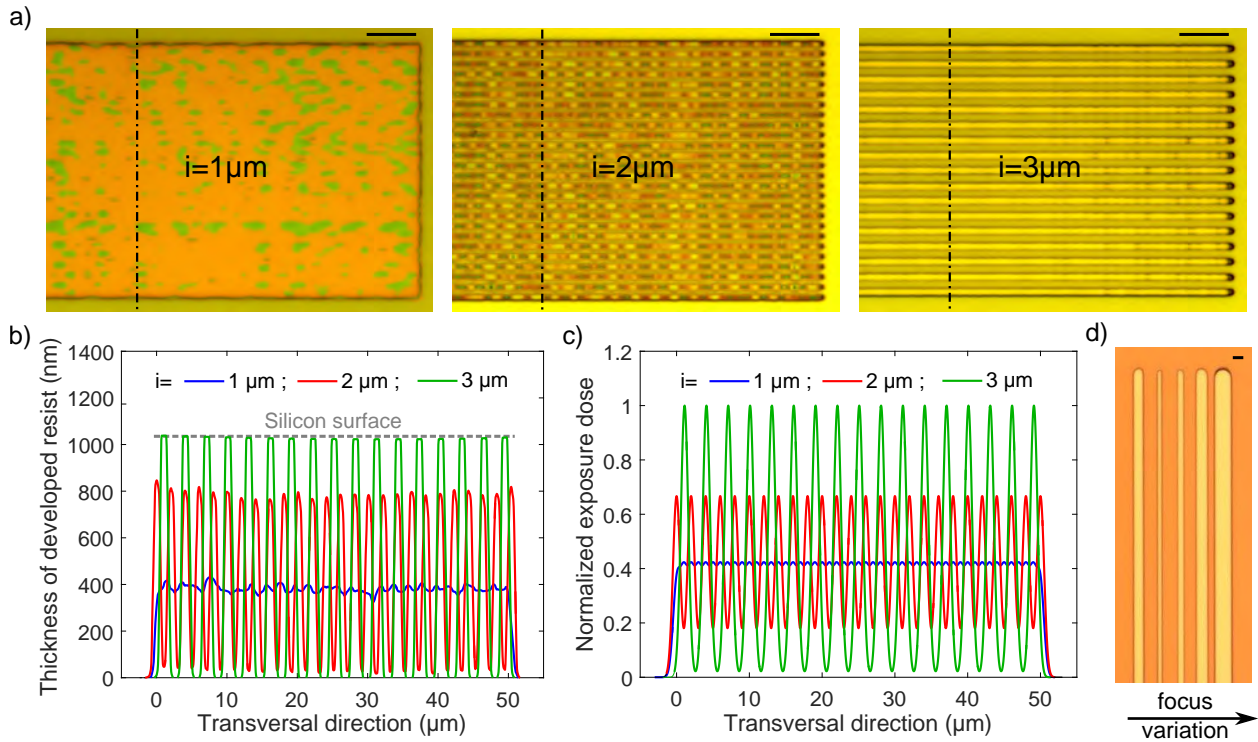 a)
i=1µm
i=2µm
i=3µm
b)
Thickness of developed resist (nm)
1400
1200
1000
800
600
400
200
0
i= 1 µm ; 2 µm ; 3 µm
Silicon surface
0 10 20 30 40 50
Transversal direction (µm)
c)
Normalized exposure dose
1.2
1
0.8
0.6
0.4
0.2
0
i= 1 µm ; 2 µm ; 3 µm
0 10 20 30 40 50
Transversal direction (µm)
d)
focus
variation